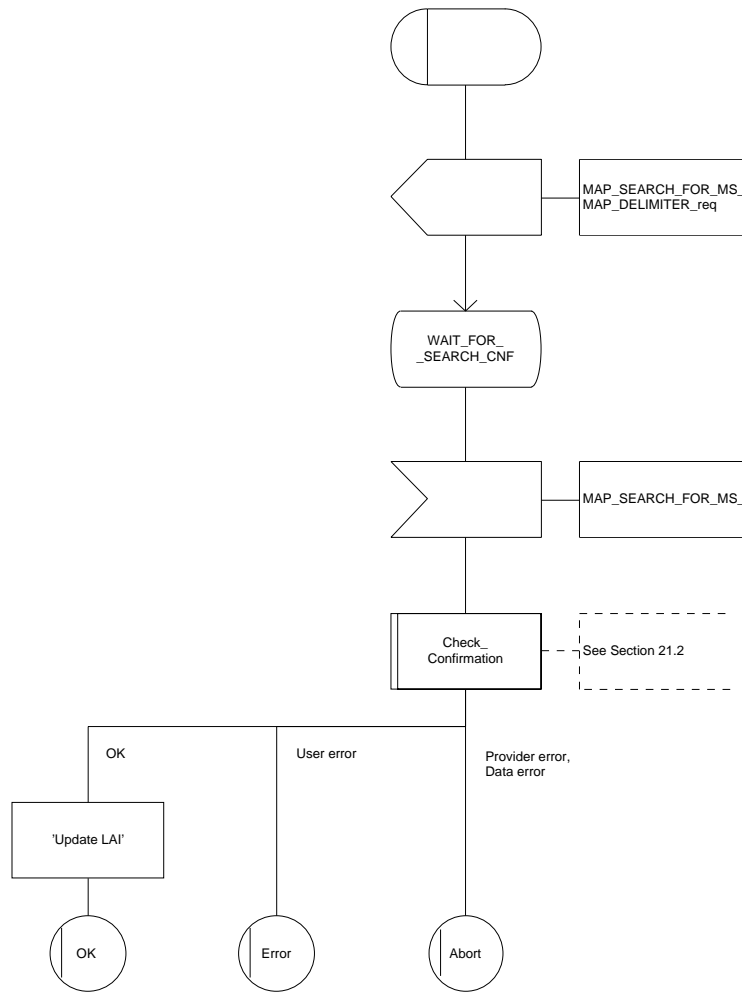 MAP_SEARCH_FOR_MS_
MAP_DELIMITER_req
WAIT_FOR_
_SEARCH_CNF
MAP_SEARCH_FOR_MS_
Check_
Confirmation
See Section 21.2
OK
User error
Provider error,
Data error
'Update LAI'
OK
Error
Abort